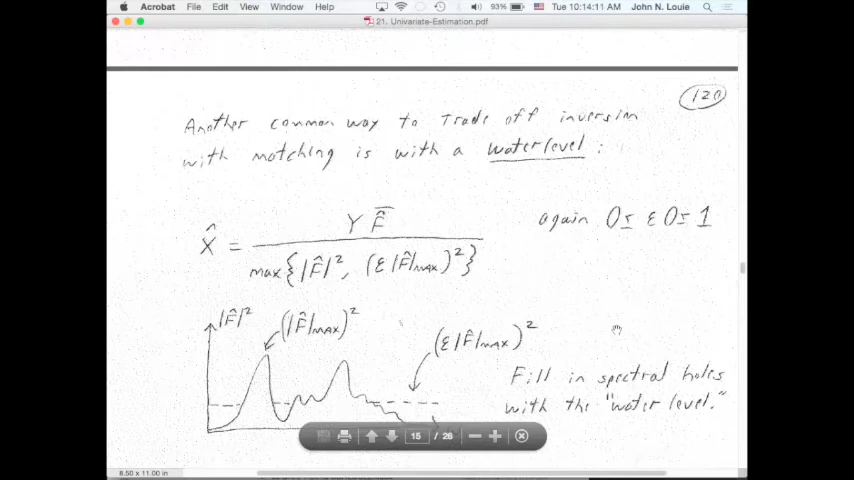 Acrobat File Edit View Window Help 93% Tue 10:14:11 AM John N. Louie
21. Univariate-Estimation.pdf
120
Another common way to trade off inversion
with matching is with a waterlevel :
X̂ = Y F̂̅ / max{|F̂|², (ε|F̂|MAX)²}
again 0 ≤ ε 0 ≤ 1
|F̂|² (|F̂|MAX)²
(ε|F̂|MAX)²
Fill in spectral holes
with the "water level."
15 / 26
8.50 x 11.00 in